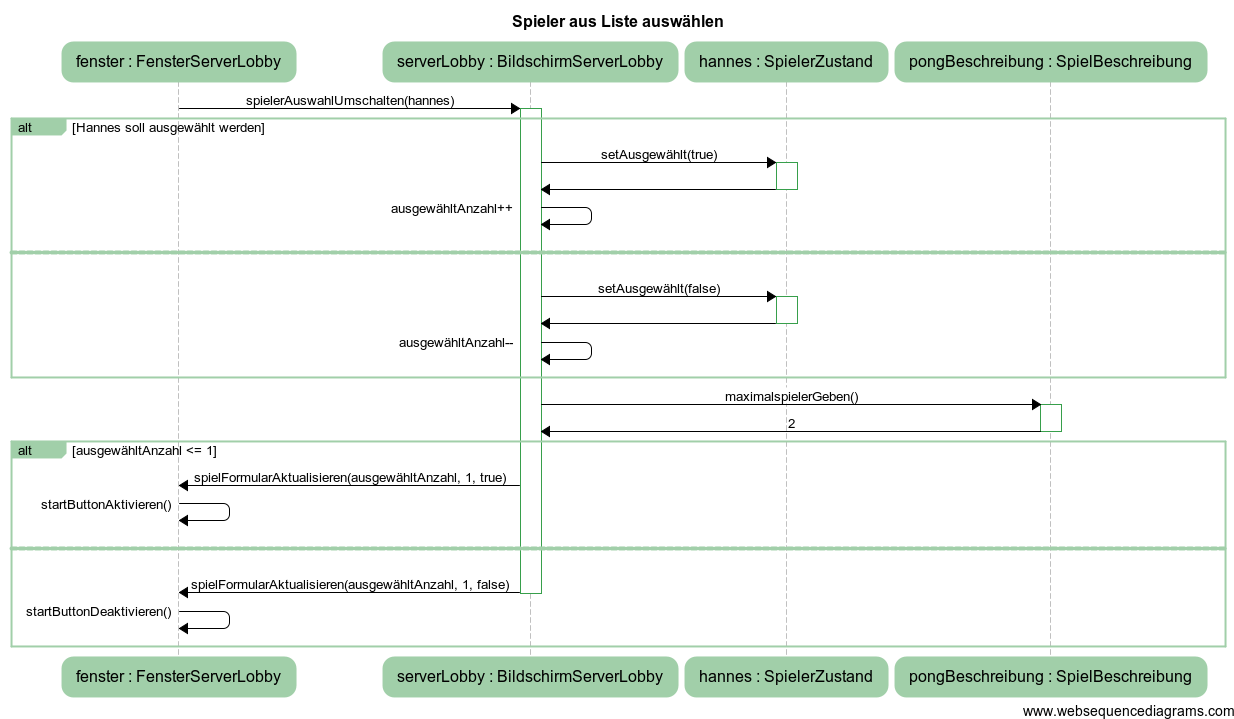 Spieler aus Liste auswählen
fenster : FensterServerLobby
serverLobby : BildschirmServerLobby
hannes : SpielerZustand
pongBeschreibung : SpielBeschreibung
spielerAuswahlUmschalten(hannes)
alt
[Hannes soll ausgewählt werden]
setAusgewählt(true)
ausgewähltAnzahl++
setAusgewählt(false)
ausgewähltAnzahl--
maximalspielerGeben()
2
alt
[ausgewähltAnzahl <= 1]
spielFormularAktualisieren(ausgewähltAnzahl, 1, true)
startButtonAktivieren()
spielFormularAktualisieren(ausgewähltAnzahl, 1, false)
startButtonDeaktivieren()
fenster : FensterServerLobby
serverLobby : BildschirmServerLobby
hannes : SpielerZustand
pongBeschreibung : SpielBeschreibung
www.websequencediagrams.com